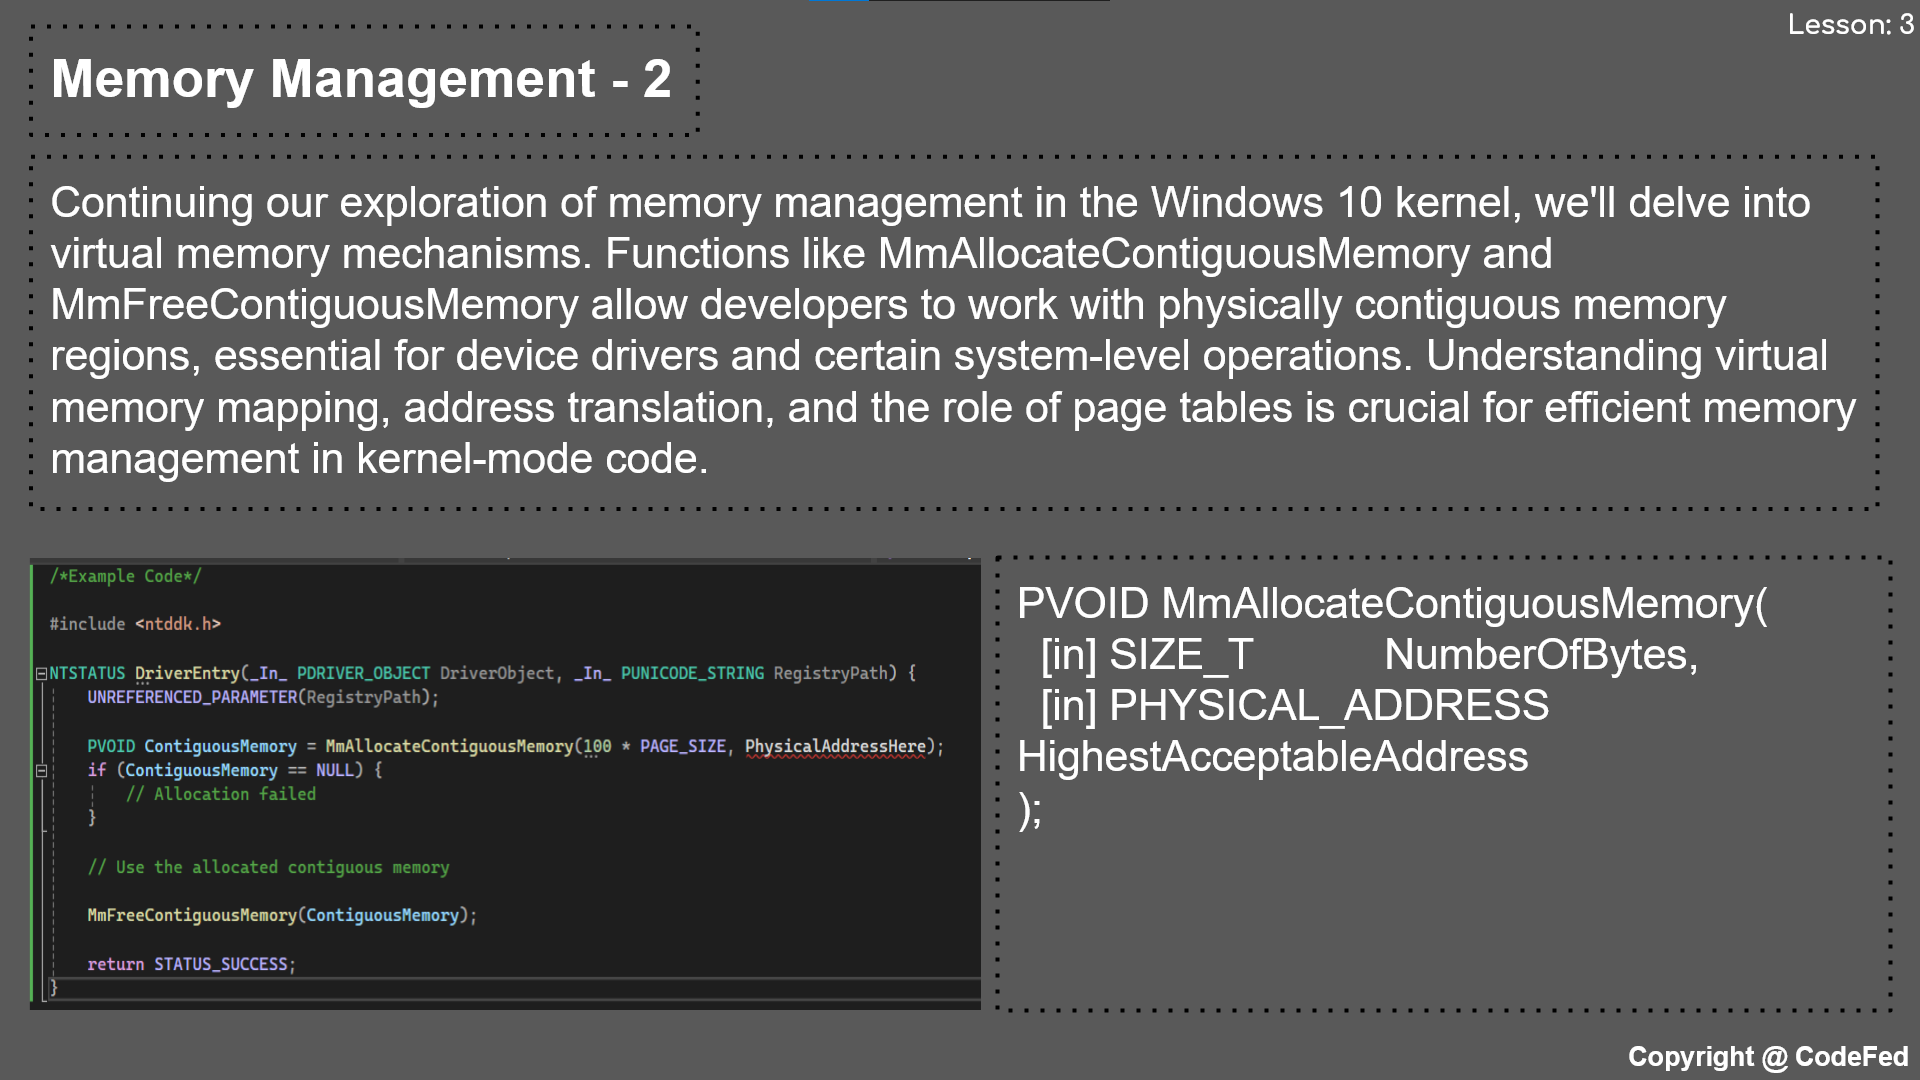 Lesson: 3
Memory Management - 2
Continuing our exploration of memory management in the Windows 10 kernel, we'll delve into
virtual memory mechanisms. Functions like MmAllocateContiguousMemory and
MmFreeContiguousMemory allow developers to work with physically contiguous memory
regions, essential for device drivers and certain system-level operations. Understanding virtual
memory mapping, address translation, and the role of page tables is crucial for efficient memory
management in kernel-mode code.
/*Example Code*/
#include <ntddk.h>
NTSTATUS DriverEntry(_In_ PDRIVER_OBJECT DriverObject, _In_ PUNICODE_STRING RegistryPath) {
UNREFERENCED_PARAMETER(RegistryPath);
PVOID ContiguousMemory = MmAllocateContiguousMemory(100 * PAGE_SIZE, PhysicalAddressHere);
if (ContiguousMemory == NULL) {
// Allocation failed
}
// Use the allocated contiguous memory
MmFreeContiguousMemory(ContiguousMemory);
return STATUS_SUCCESS;
}
PVOID MmAllocateContiguousMemory(
[in] SIZE_T NumberOfBytes,
[in] PHYSICAL_ADDRESS
HighestAcceptableAddress
);
Copyright @ CodeFed